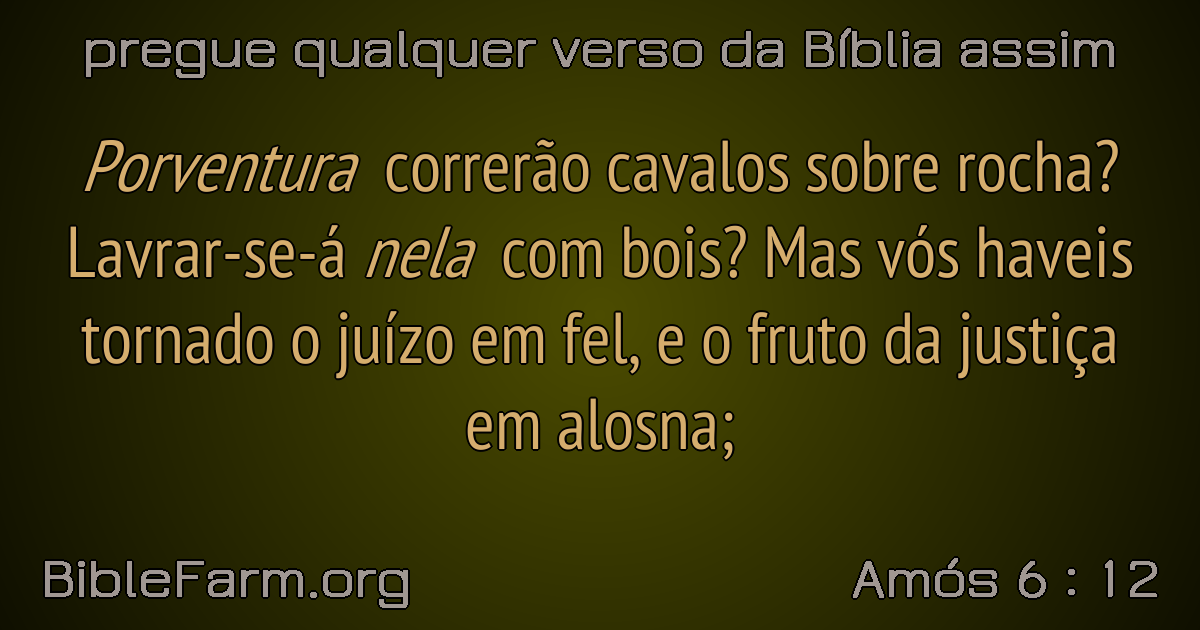 pregue qualquer verso da Bíblia assim
Porventura correrão cavalos sobre rocha?
Lavrar-se-á nela com bois? Mas vós haveis
tornado o juízo em fel, e o fruto da justiça
em alosna;
BibleFarm.org
Amós 6 : 12